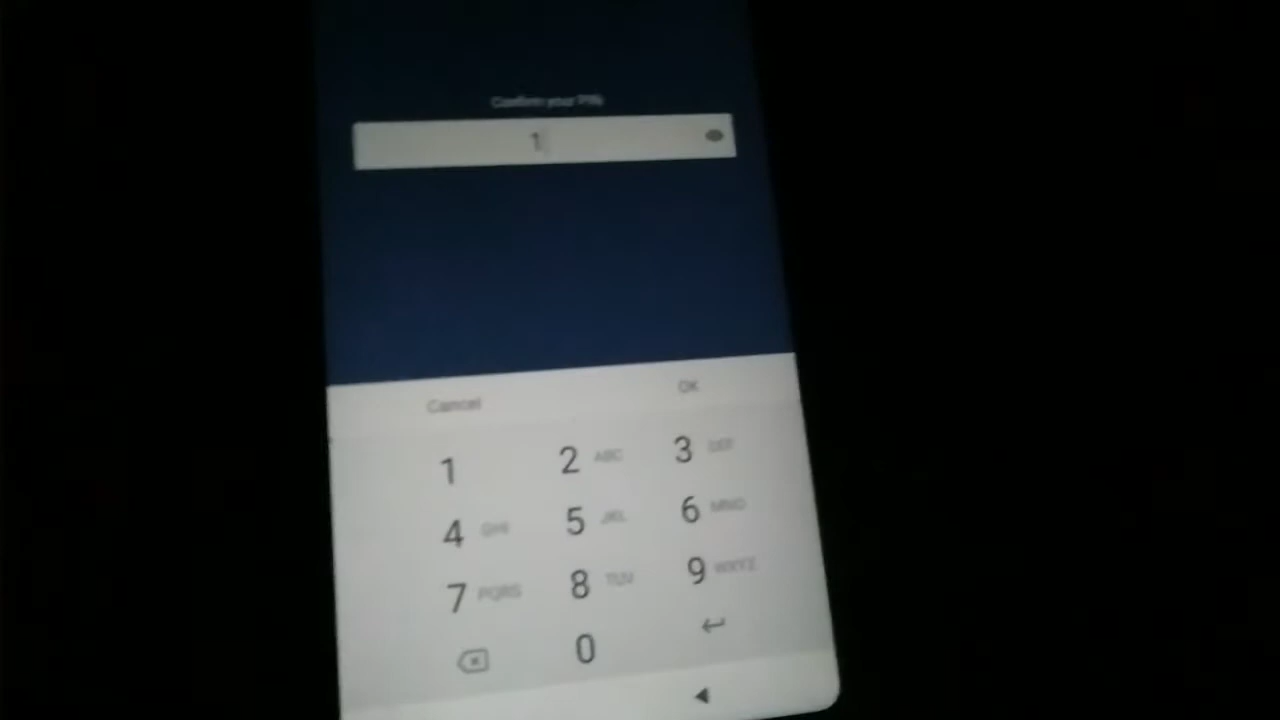 Confirm your PIN
1
Cancel OK
1 2 ABC 3 DEF
4 GHI 5 JKL 6 MNO
7 PQRS 8 TUV 9 WXYZ
0